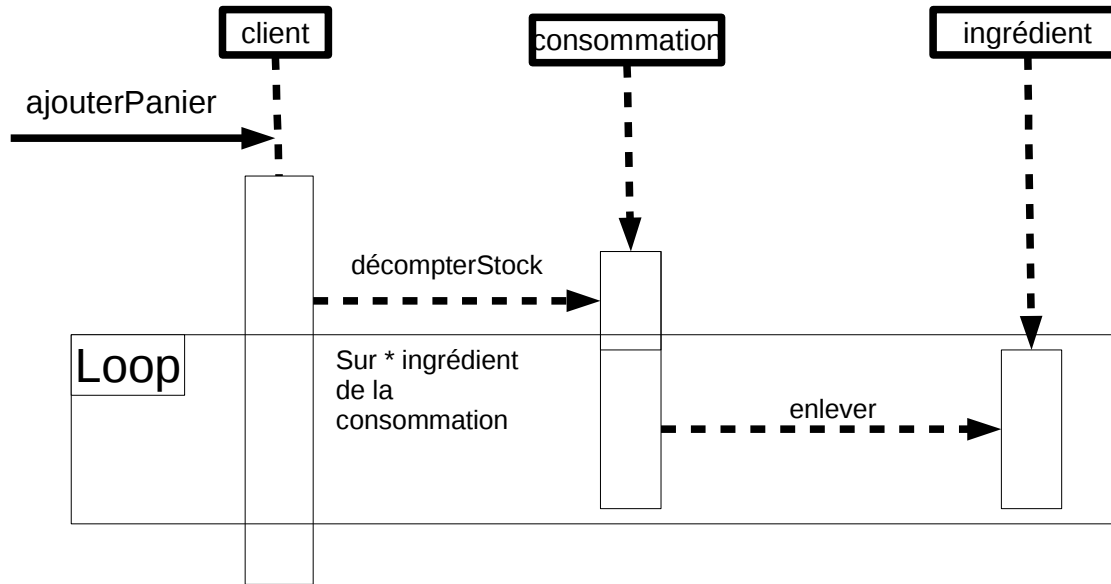 client
consommation
ingrédient
ajouterPanier
décompterStock
Loop
Sur * ingrédient
de la
consommation
enlever